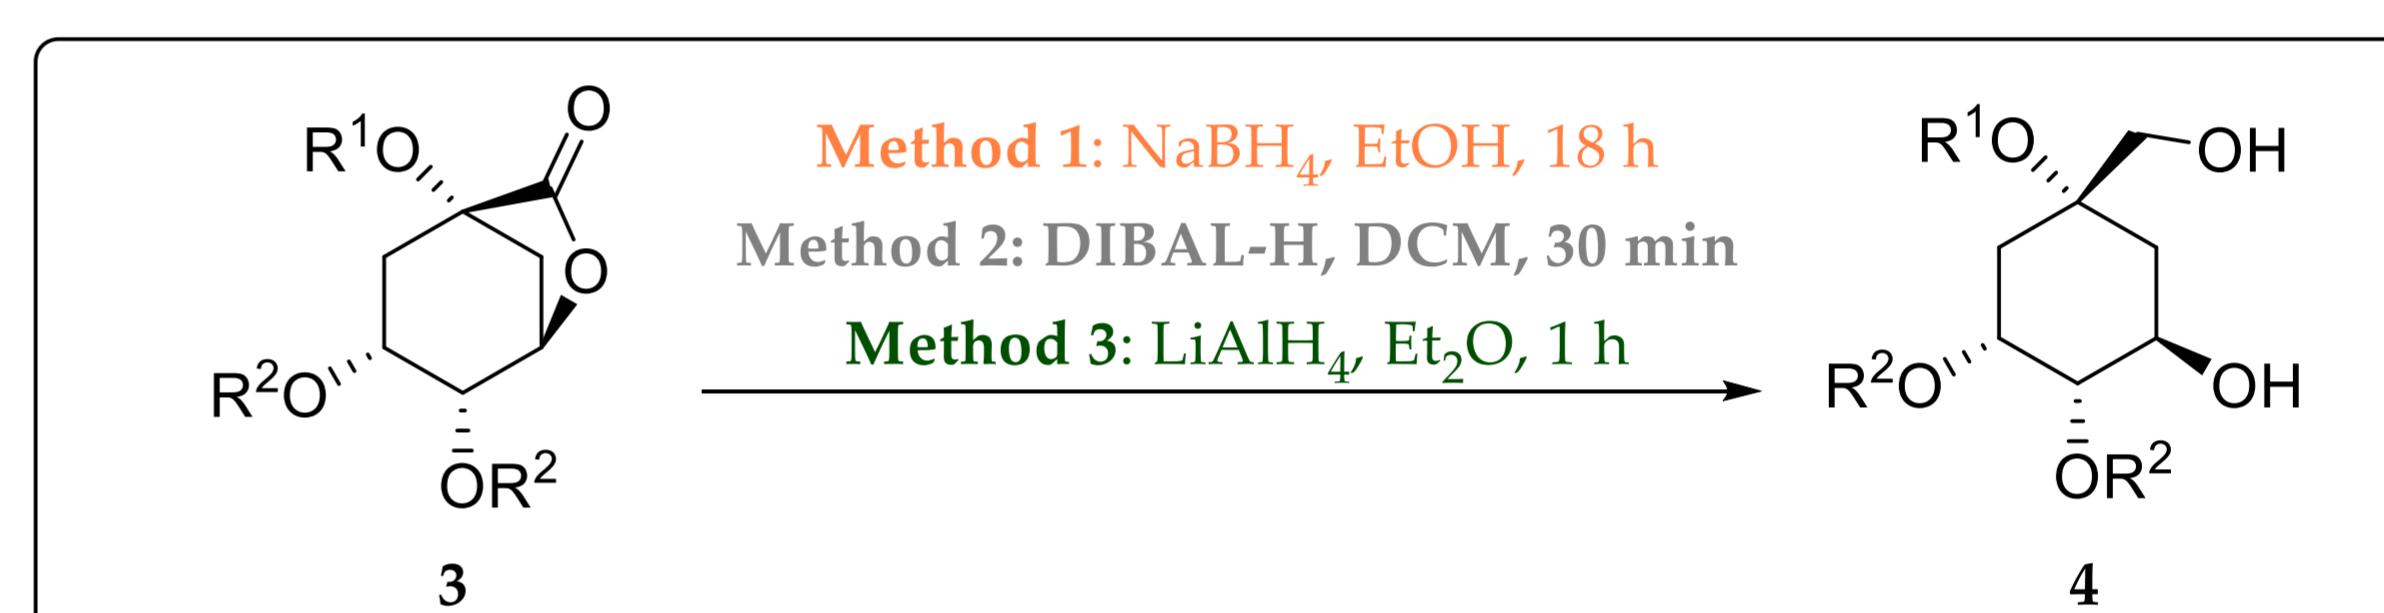 O
R¹O
O
R²O
OR²
3
Method 1: NaBH₄, EtOH, 18 h
Method 2: DIBAL-H, DCM, 30 min
Method 3: LiAlH₄, Et₂O, 1 h
R¹O
OH
R²O
OH
OR²
4